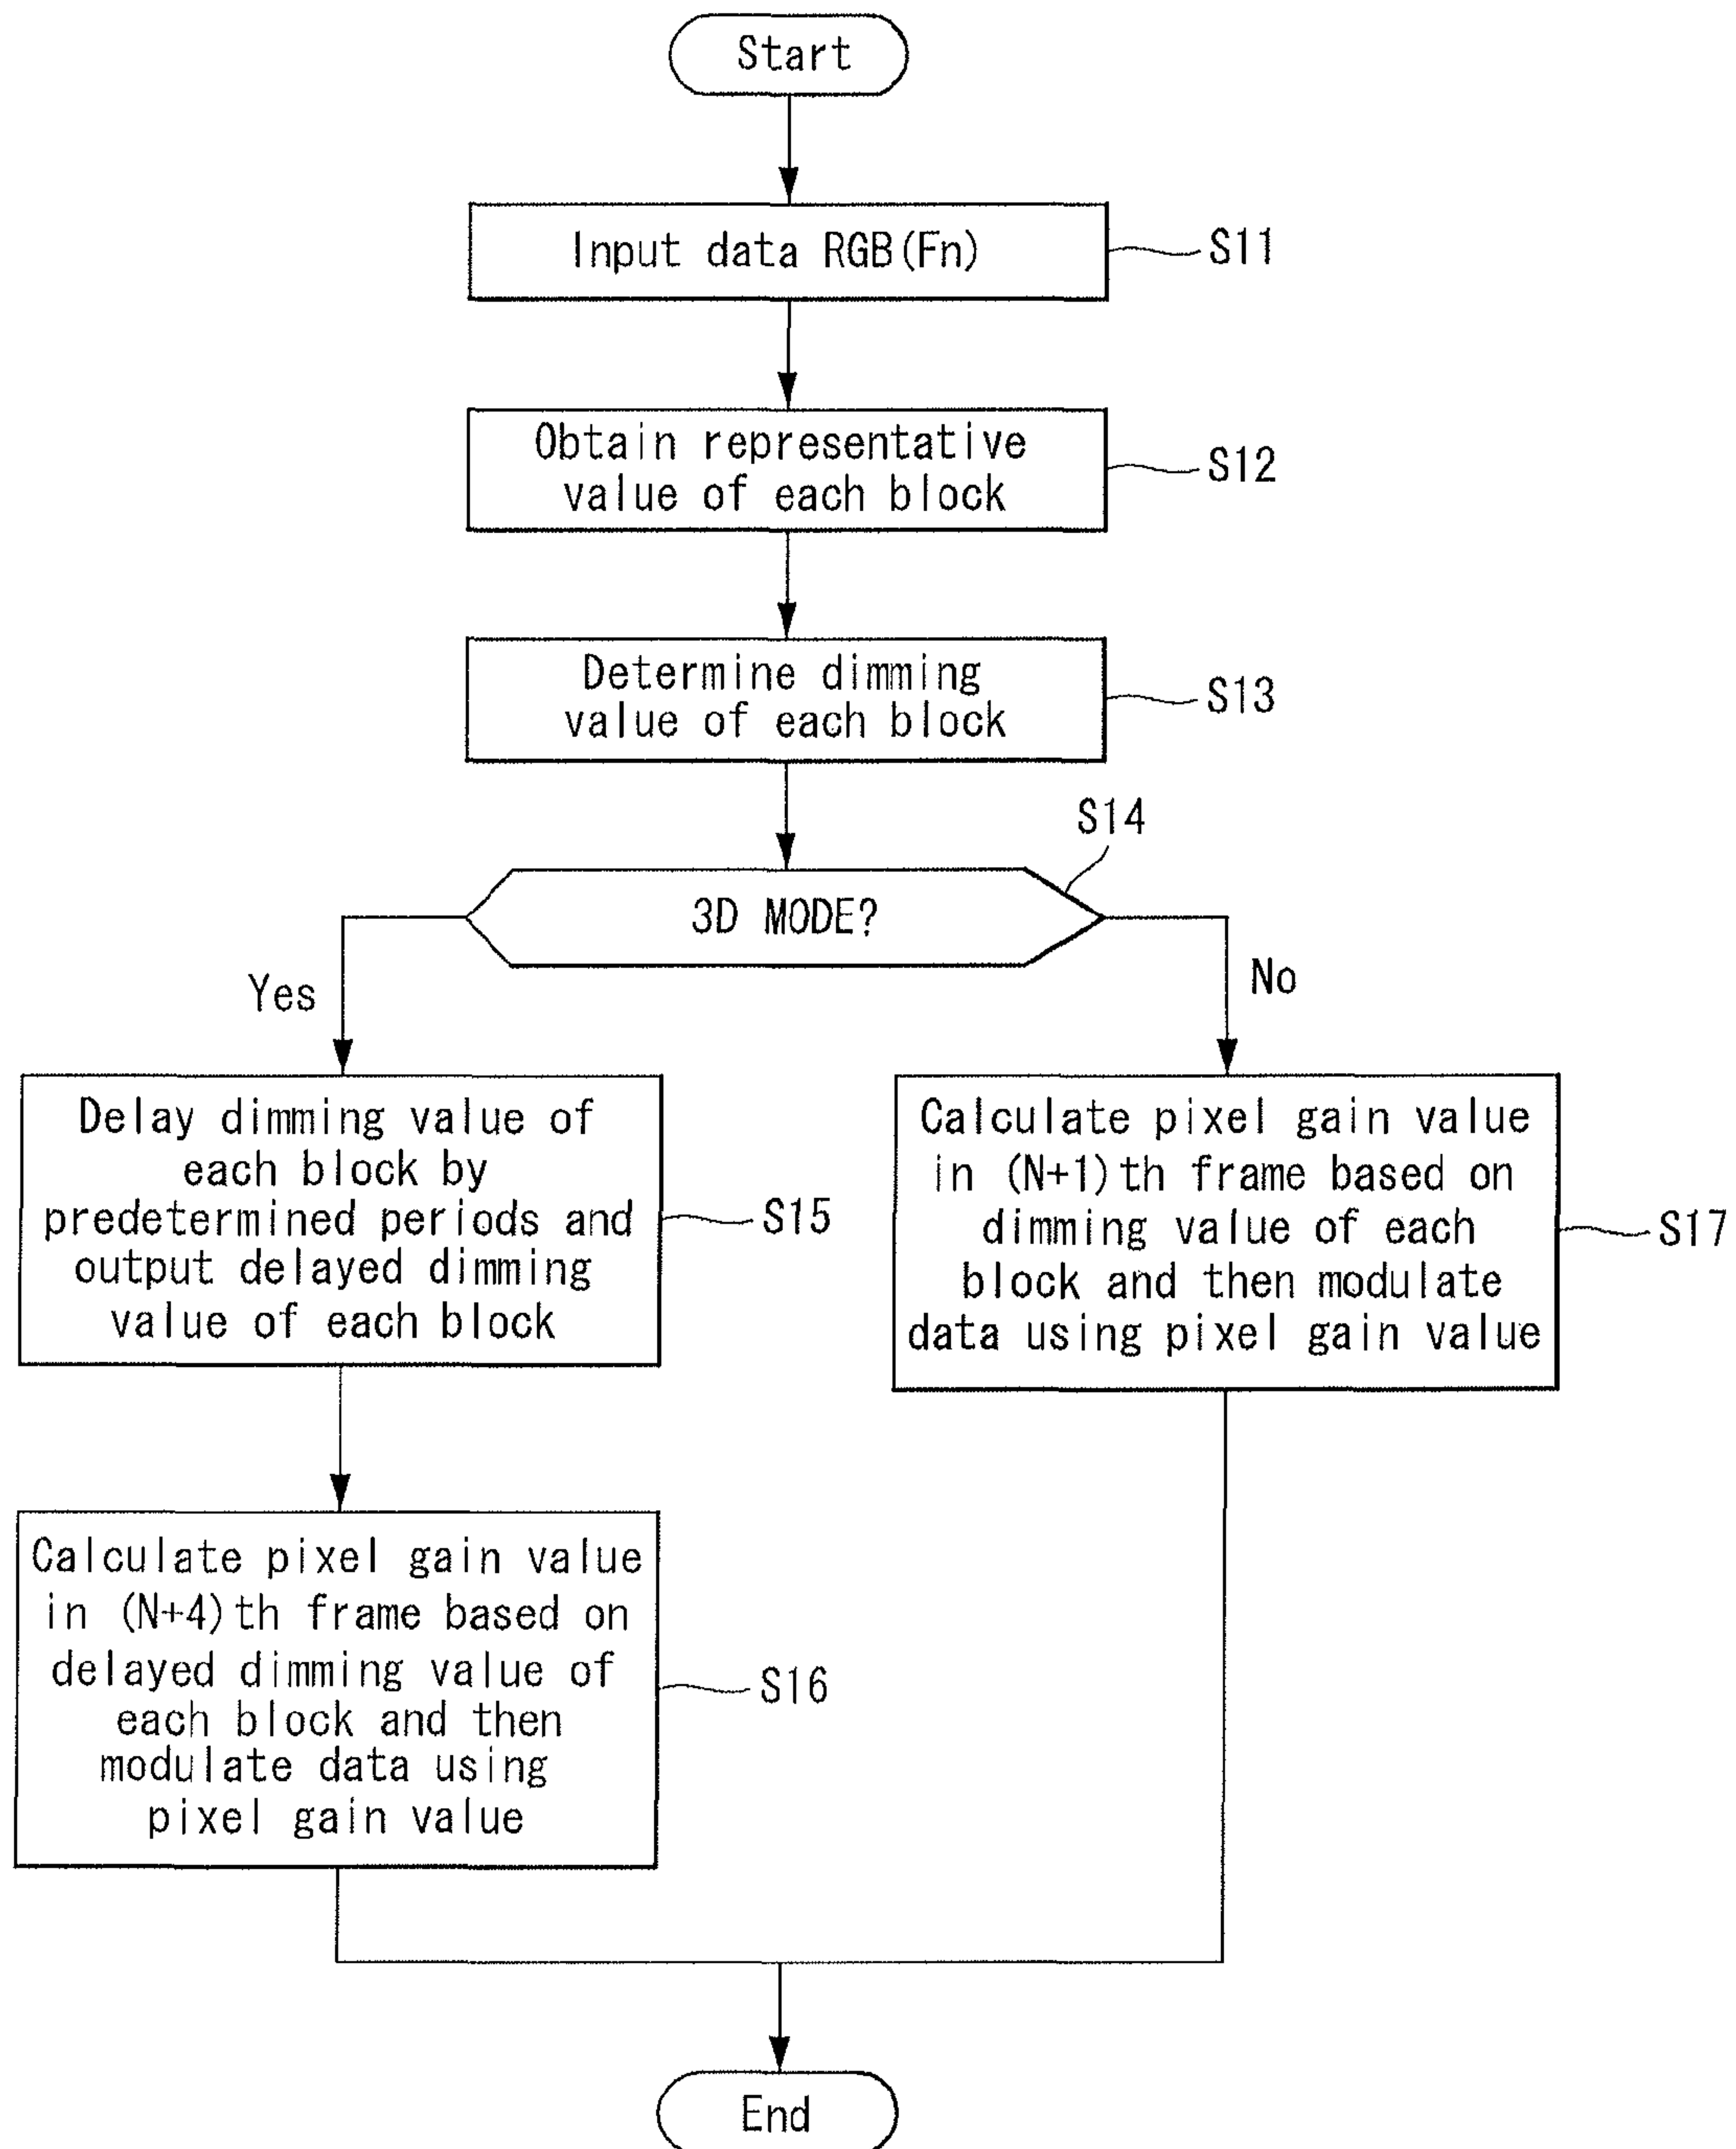 Start
Input data RGB(Fn)
S11
Obtain representative
value of each block
S12
Determine dimming
value of each block
S13
S14
3D MODE?
Yes
No
Delay dimming value of
each block by
predetermined periods and
output delayed dimming
value of each block
S15
Calculate pixel gain value
in (N+1)th frame based on
dimming value of each
block and then modulate
data using pixel gain value
S17
Calculate pixel gain value
in (N+4)th frame based on
delayed dimming value of
each block and then
modulate data using
pixel gain value
S16
End